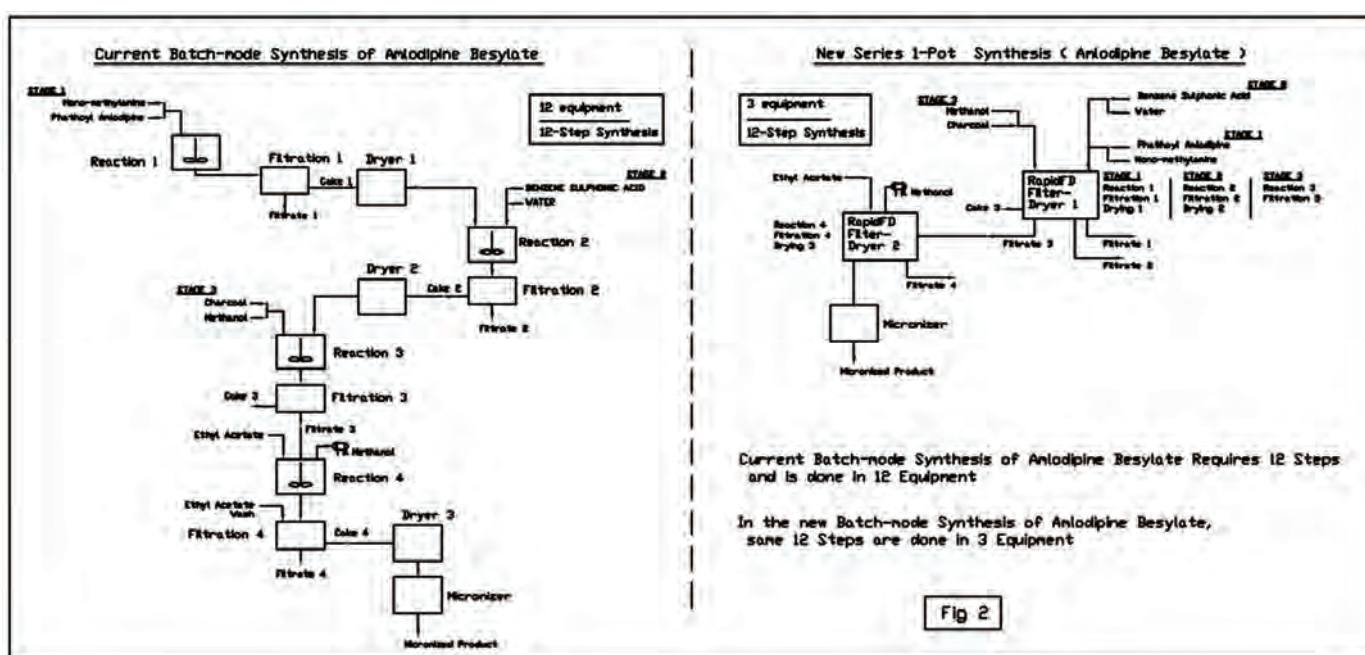 Current Batch-mode Synthesis of Amlodipine Besylate
STAGE 1
Mono-methylamine
Phathoyl Amlodipine
12 equipment
12-Step Synthesis
Reaction 1
Filtration 1
Dryer 1
Cake 1
Filtrate 1
STAGE 2
BENZENE SULPHONIC ACID
WATER
Reaction 2
Dryer 2
Cake 2
Filtration 2
Filtrate 2
STAGE 3
Charcoal
Methanol
Reaction 3
Cake 3
Filtration 3
Filtrate 3
Ethyl Acetate
Methanol
Reaction 4
Ethyl Acetate
Wash
Filtration 4
Cake 4
Dryer 3
Filtrate 4
Micronizer
Micronized Product
New Series 1-Pot Synthesis ( Amlodipine Besylate )
3 equipment
12-Step Synthesis
STAGE 3
Methanol
Charcoal
STAGE 2
Benzene Sulphonic Acid
Water
STAGE 1
Phathoyl Amlodipine
Mono-methylamine
Ethyl Acetate
Methanol
Cake 3
RapidFD
Filter-
Dryer 1
STAGE 1
Reaction 1
Filtration 1
Drying 1
STAGE 2
Reaction 2
Filtration 2
Drying 2
STAGE 3
Reaction 3
Filtration 3
Reaction 4
Filtration 4
Drying 3
RapidFD
Filter-
Dryer 2
Filtrate 3
Filtrate 1
Filtrate 2
Filtrate 4
Micronizer
Micronized Product
Current Batch-mode Synthesis of Amlodipine Besylate Requires 12 Steps
and is done in 12 Equipment
In the new Batch-mode Synthesis of Amlodipine Besylate,
same 12 Steps are done in 3 Equipment
Fig 2